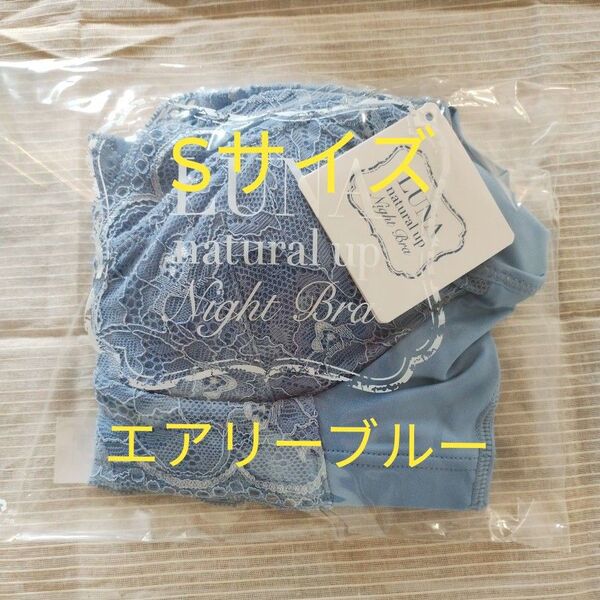 Sサイズ
LUNA
natural up
Night Bra
LUNA
natural up
Night Bra
エアリーブルー